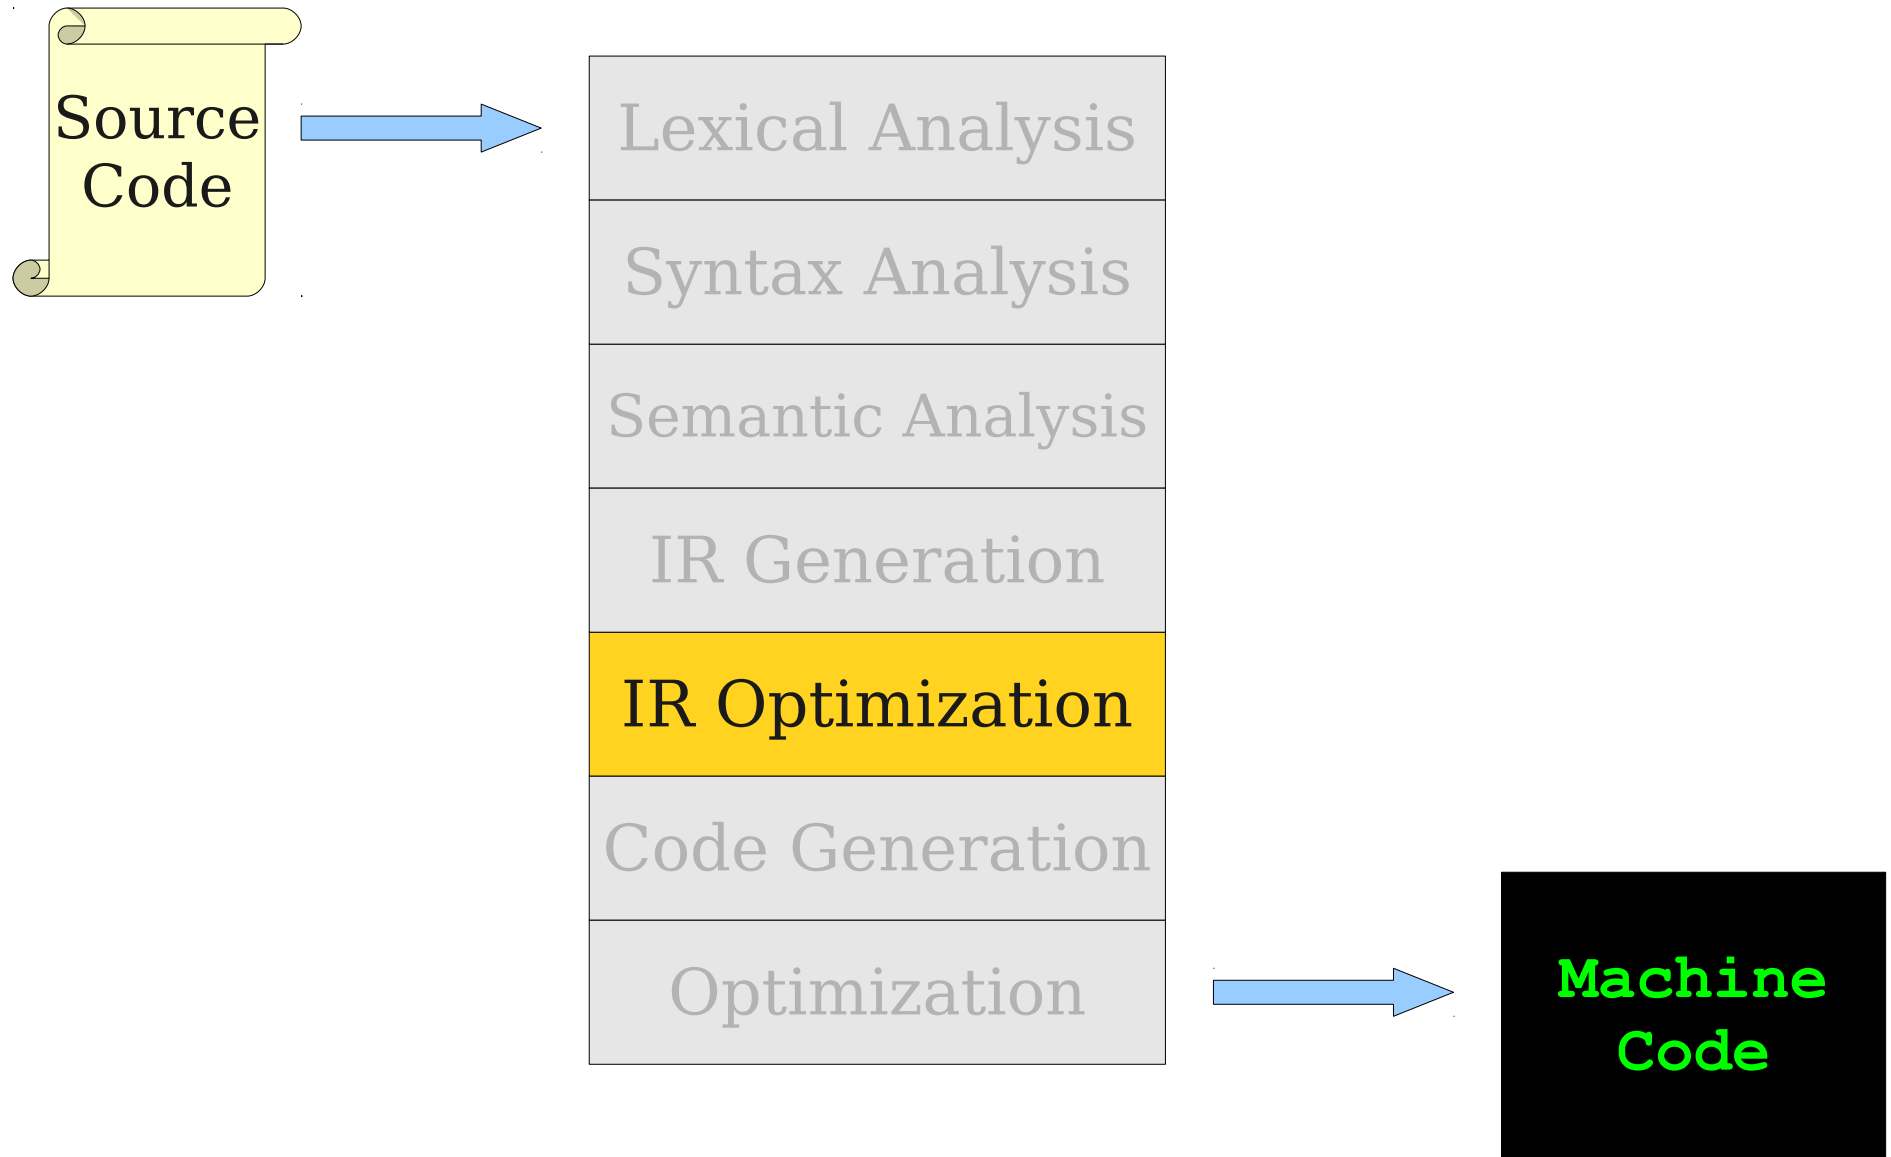 Source
Code
Lexical Analysis
Syntax Analysis
Semantic Analysis
IR Generation
IR Optimization
Code Generation
Optimization
Machine
Code